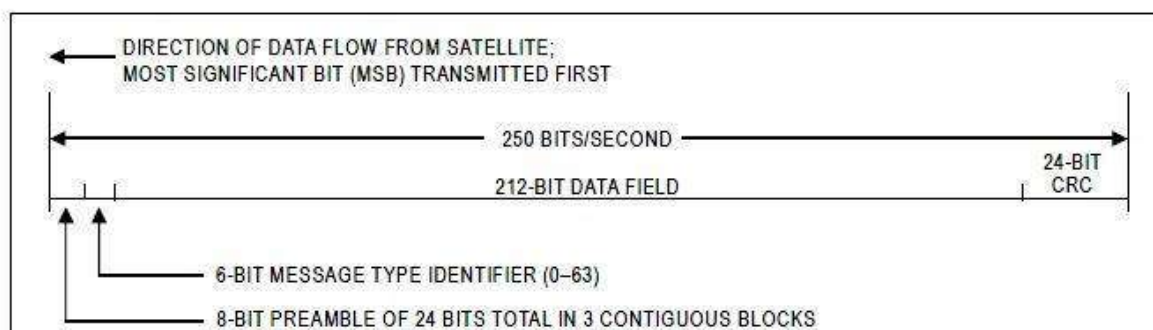 DIRECTION OF DATA FLOW FROM SATELLITE;
MOST SIGNIFICANT BIT (MSB) TRANSMITTED FIRST
250 BITS/SECOND
24-BIT
CRC
212-BIT DATA FIELD
6-BIT MESSAGE TYPE IDENTIFIER (0–63)
8-BIT PREAMBLE OF 24 BITS TOTAL IN 3 CONTIGUOUS BLOCKS